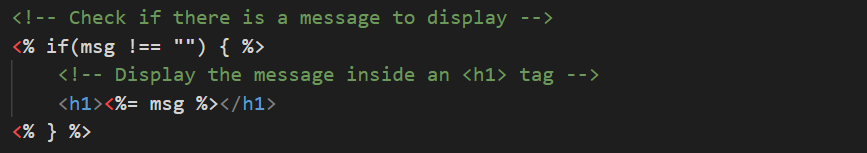 <!-- Check if there is a message to display -->
<% if(msg !== "") { %>
    <!-- Display the message inside an <h1> tag -->
    <h1><%= msg %></h1>
<% } %>